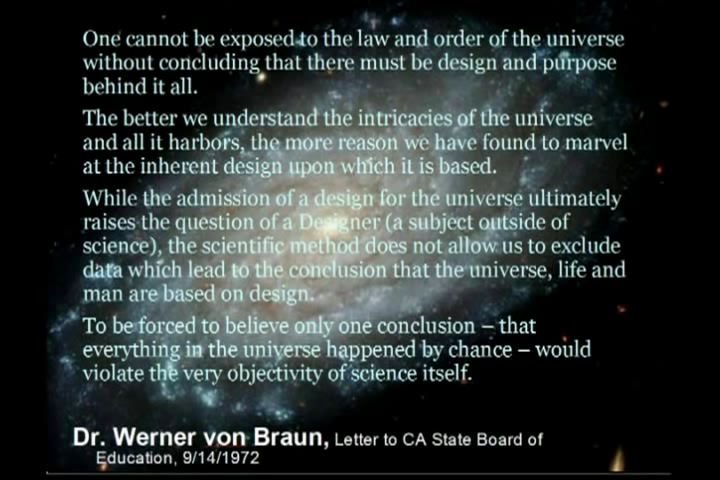 One cannot be exposed to the law and order of the universe
without concluding that there must be design and purpose
behind it all.
The better we understand the intricacies of the universe
and all it harbors, the more reason we have found to marvel
at the inherent design upon which it is based.
While the admission of a design for the universe ultimately
raises the question of a Designer (a subject outside of
science), the scientific method does not allow us to exclude
data which lead to the conclusion that the universe, life and
man are based on design.
To be forced to believe only one conclusion – that
everything in the universe happened by chance – would
violate the very objectivity of science itself.
Dr. Werner von Braun, Letter to CA State Board of
Education, 9/14/1972